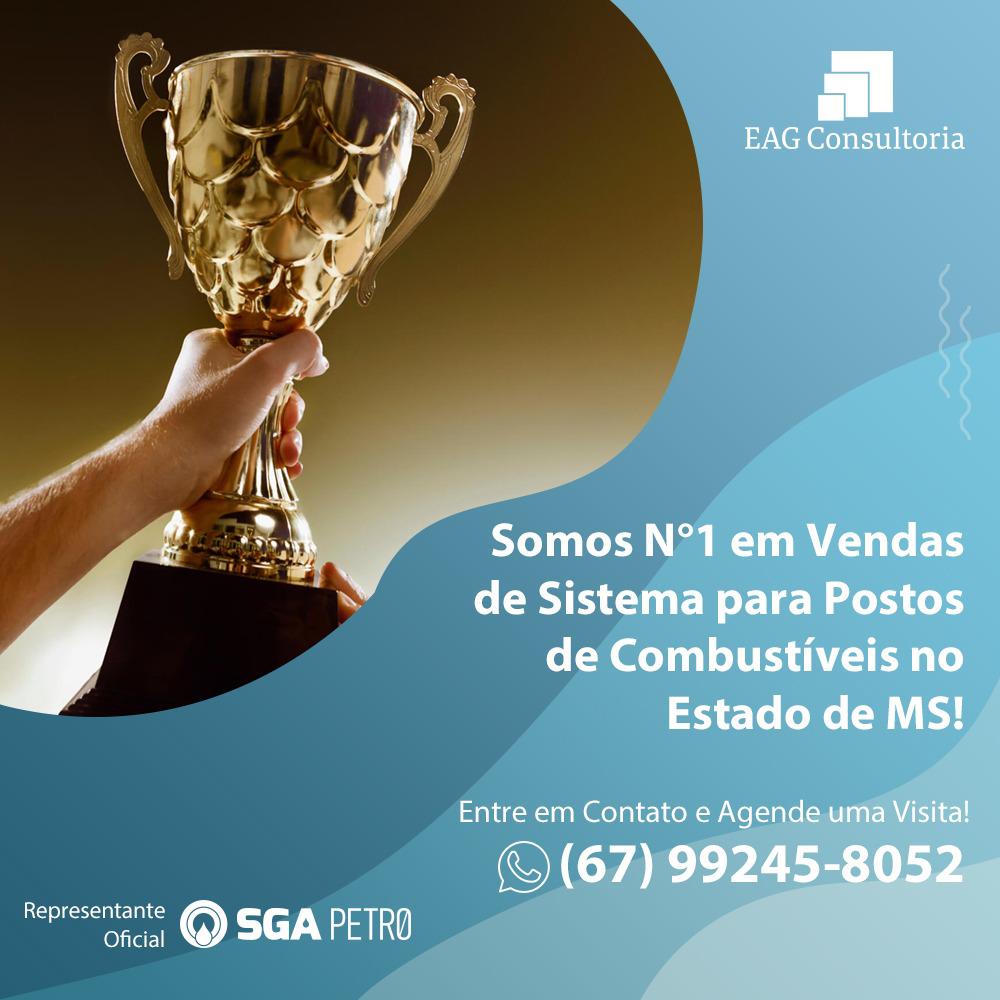 EAG Consultoria
Somos N°1 em Vendas
de Sistema para Postos
de Combustíveis no
Estado de MS!
Entre em Contato e Agende uma Visita!
(67) 99245-8052
Representante
Oficial
SGA PETRO